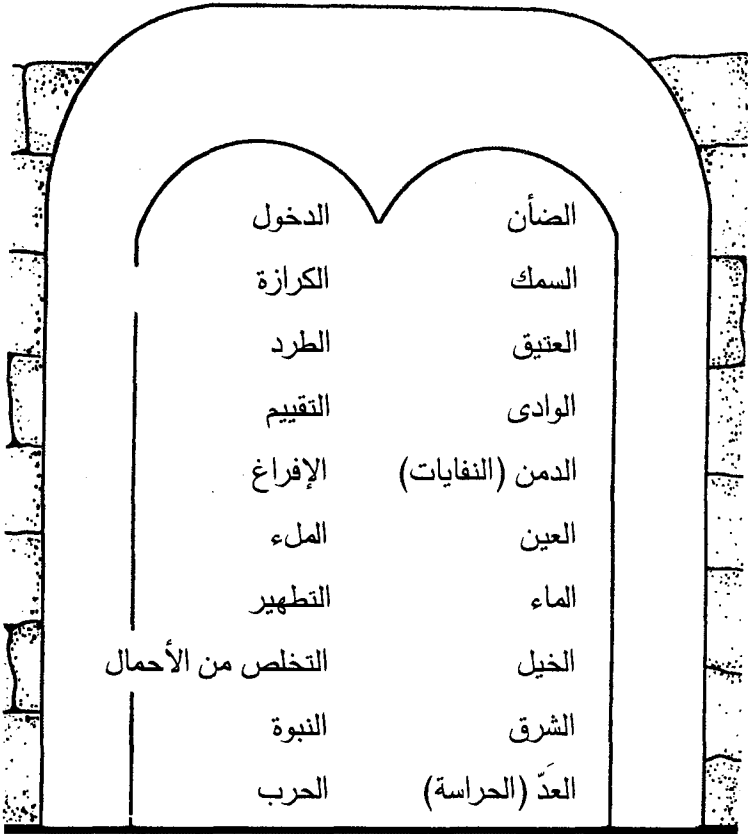 الضأن الدخول
السمك الكرازة
العتيق الطرد
الوادى التقييم
الدمن (النفايات) الإفراغ
العين الملء
الماء التطهير
الخيل التخلص من الأحمال
الشرق النبوة
العَدّ (الحراسة) الحرب